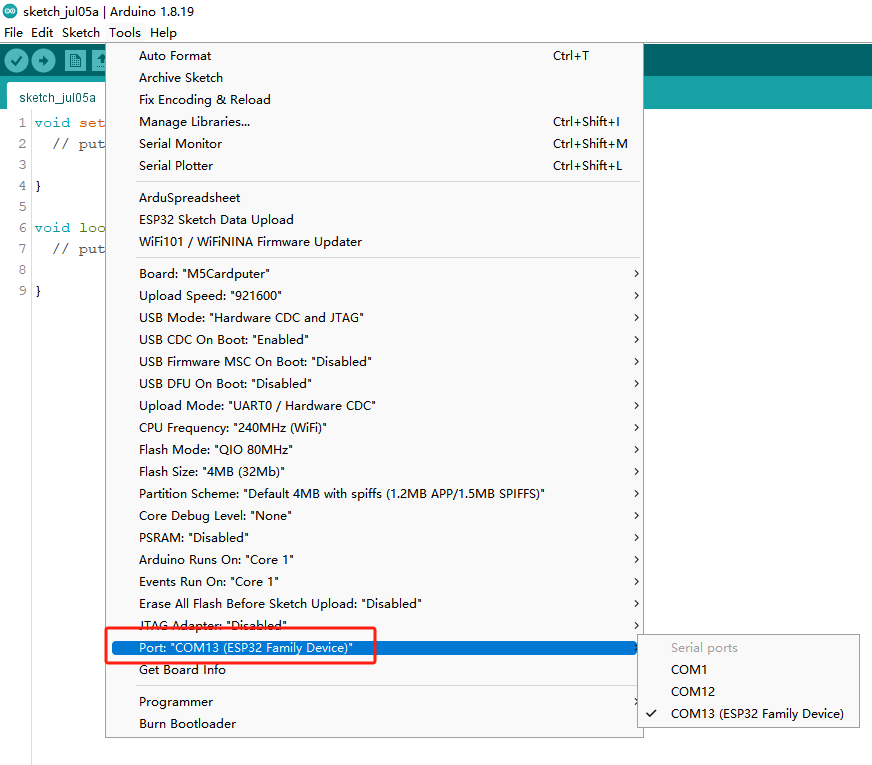 sketch_jul05a | Arduino 1.8.19
File Edit Sketch Tools Help
sketch_jul05a
1 void set
2 // put
3
4 }
5
6 void loo
7 // put
8
9 }
Auto Format Ctrl+T
Archive Sketch
Fix Encoding & Reload
Manage Libraries... Ctrl+Shift+I
Serial Monitor Ctrl+Shift+M
Serial Plotter Ctrl+Shift+L
ArduSpreadsheet
ESP32 Sketch Data Upload
WiFi101 / WiFiNINA Firmware Updater
Board: "M5Cardputer"
Upload Speed: "921600"
USB Mode: "Hardware CDC and JTAG"
USB CDC On Boot: "Enabled"
USB Firmware MSC On Boot: "Disabled"
USB DFU On Boot: "Disabled"
Upload Mode: "UART0 / Hardware CDC"
CPU Frequency: "240MHz (WiFi)"
Flash Mode: "QIO 80MHz"
Flash Size: "4MB (32Mb)"
Partition Scheme: "Default 4MB with spiffs (1.2MB APP/1.5MB SPIFFS)"
Core Debug Level: "None"
PSRAM: "Disabled"
Arduino Runs On: "Core 1"
Events Run On: "Core 1"
Erase All Flash Before Sketch Upload: "Disabled"
JTAG Adapter: "Disabled"
Port: "COM13 (ESP32 Family Device)"
Get Board Info
Programmer
Burn Bootloader
Serial ports
COM1
COM12
COM13 (ESP32 Family Device)